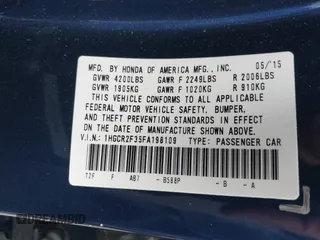 MFD. BY HONDA OF AMERICA MFG., INC. 05/15
GVWR 4200LBS GAWR F 2249LBS R 2006LBS
GVWR 1905KG GAWR F 1020KG R 910KG
THIS VEHICLE CONFORMS TO ALL APPLICABLE
FEDERAL MOTOR VEHICLE SAFETY, BUMPER,
AND THEFT PREVENTION STANDARDS IN EFFECT
ON THE DATE OF MANUFACTURE SHOWN ABOVE.
V.I.N.: 1HGCR2F35FA198109 TYPE: PASSENGER CAR
F AB7 - B588P - B - A